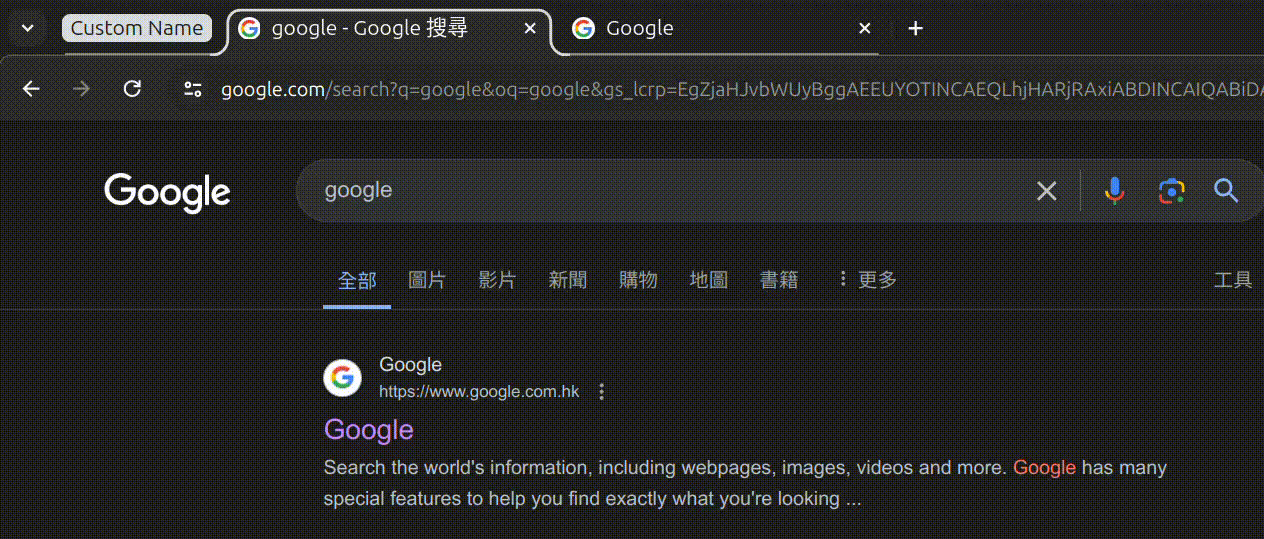 Custom Name google - Google 搜尋 Google
google.com/search?q=google&oq=google&gs_lcrp=EgZjaHJvbWUyBggAEEUYOTINCAEQLhjHARjRAxiABDINCAIQABiDA
Google google
全部 圖片 影片 新聞 購物 地圖 書籍 更多 工具
Google
https://www.google.com.hk
Google
Search the world's information, including webpages, images, videos and more. Google has many
special features to help you find exactly what you're looking ...